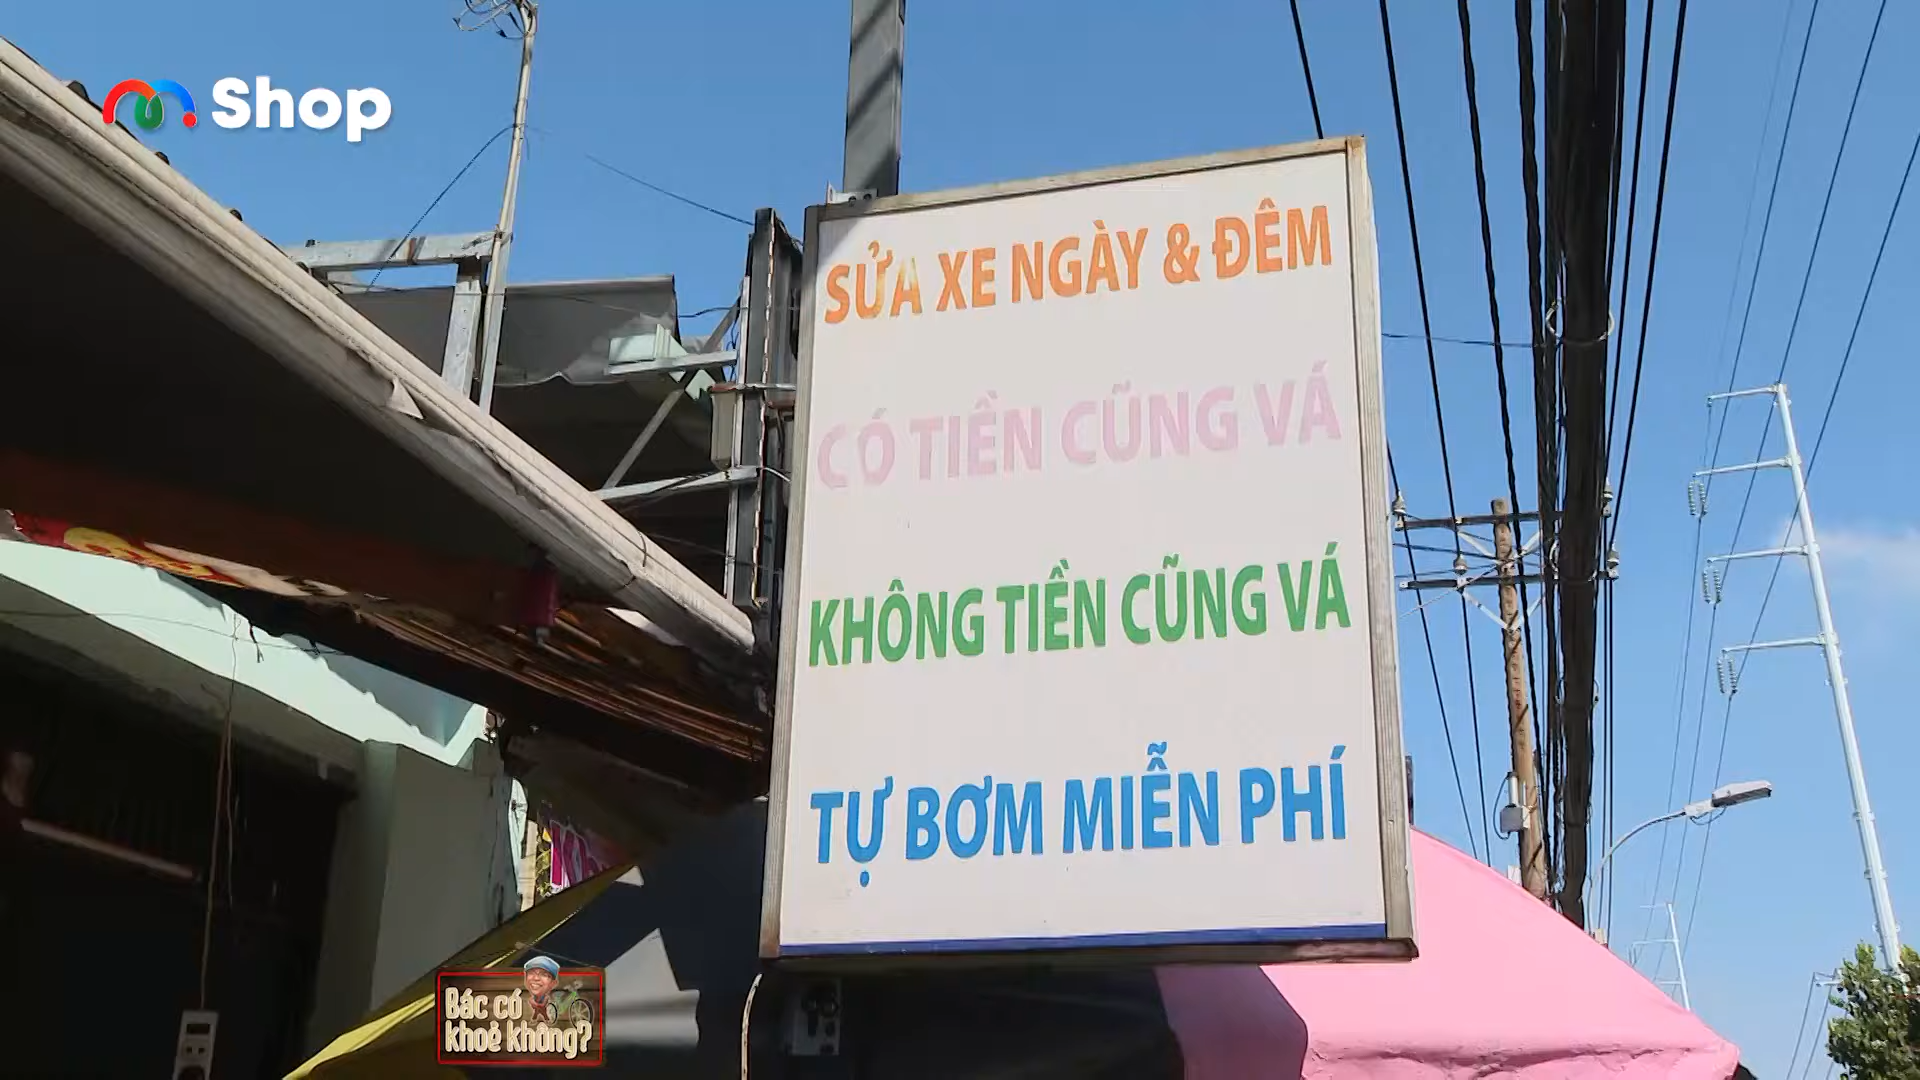 Shop
SỬA XE NGÀY & ĐÊM
CÓ TIỀN CŨNG VÁ
KHÔNG TIỀN CŨNG VÁ
TỰ BƠM MIỄN PHÍ
Bác có
khoẻ không?